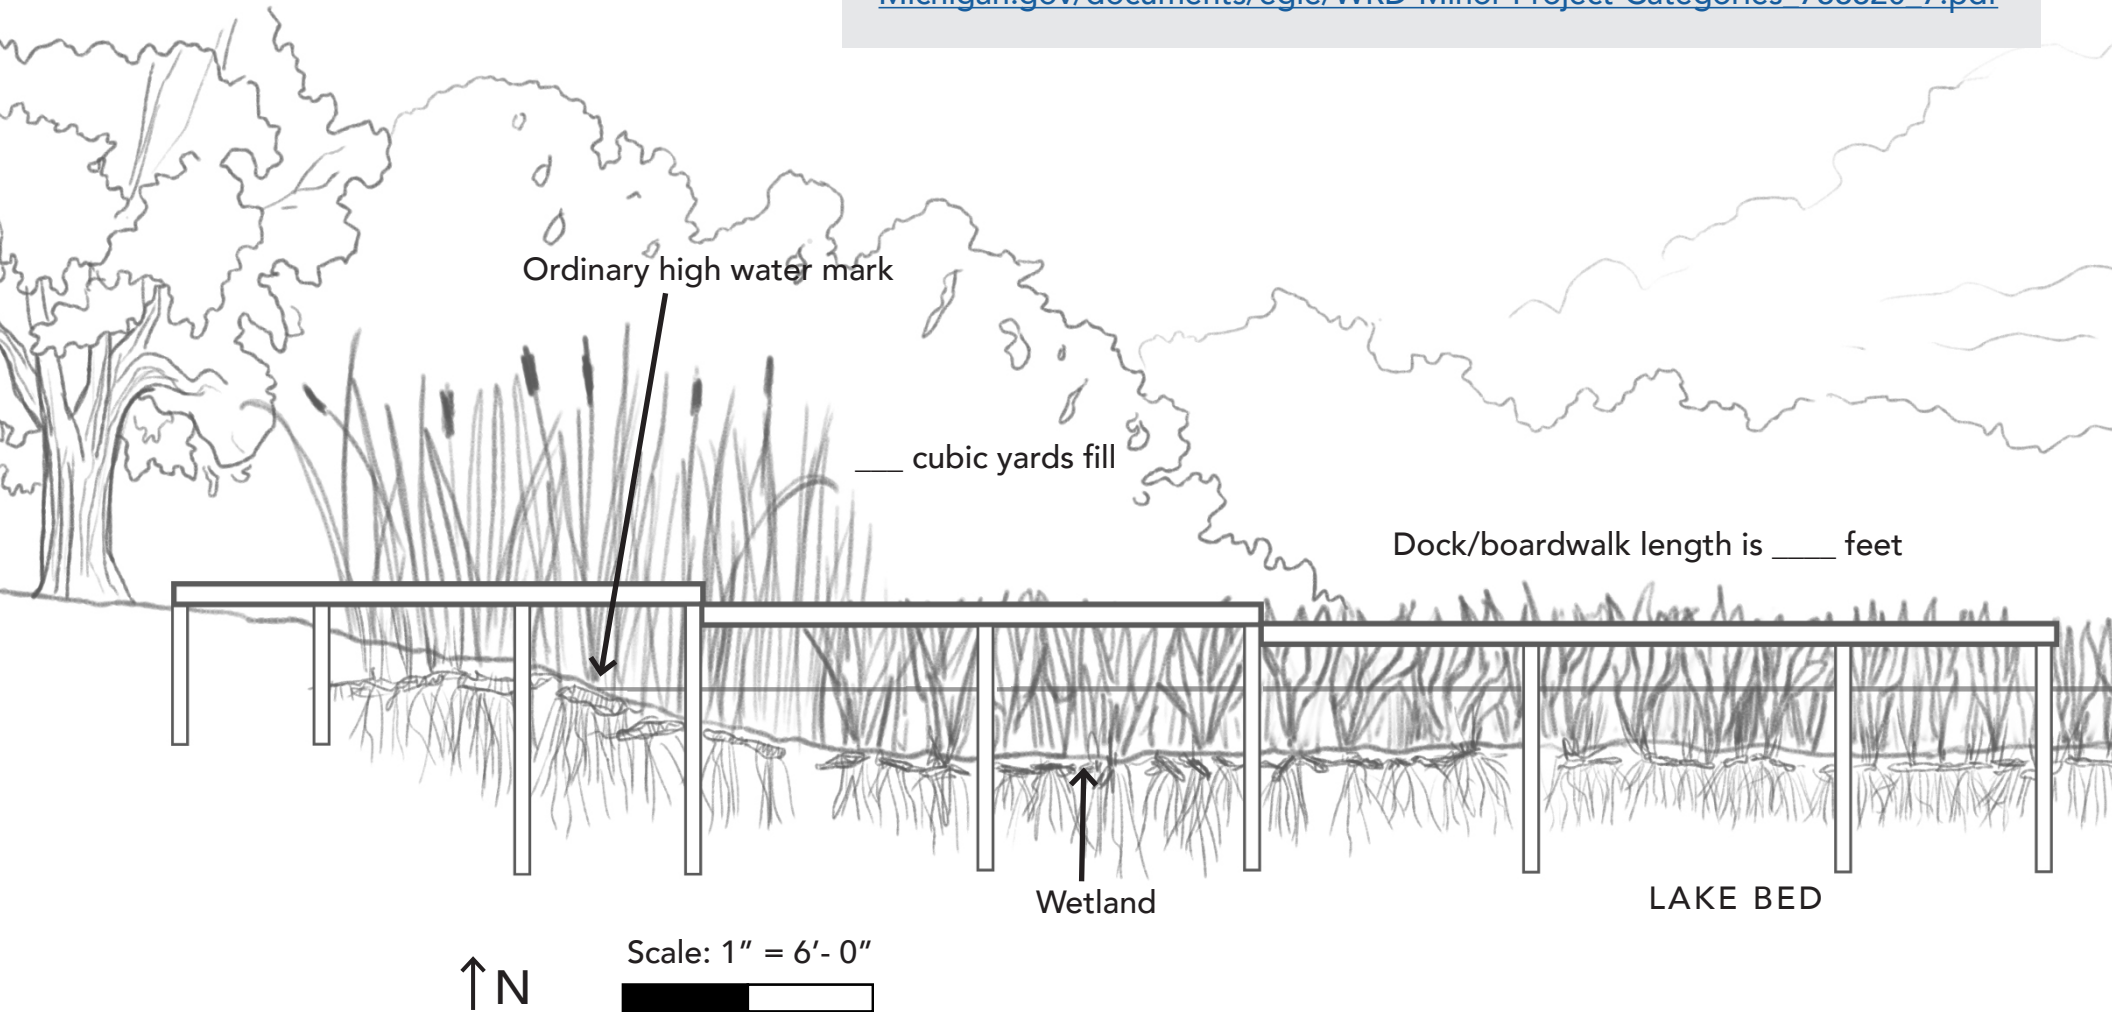 Ordinary high water mark
___ cubic yards fill
Dock/boardwalk length is ____ feet
Wetland
LAKE BED
Scale: 1” = 6’- 0”
↑N